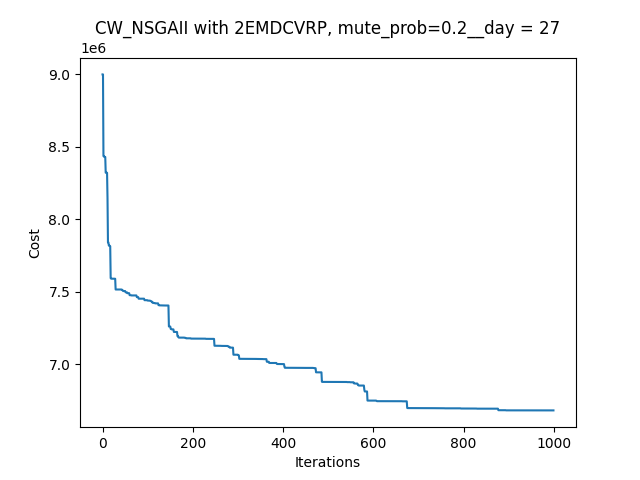 CW_NSGAII with 2EMDCVRP, mute_prob=0.2__day = 27
1e6
9.0
8.5
8.0
7.5
7.0
Cost
0 200 400 600 800 1000
Iterations